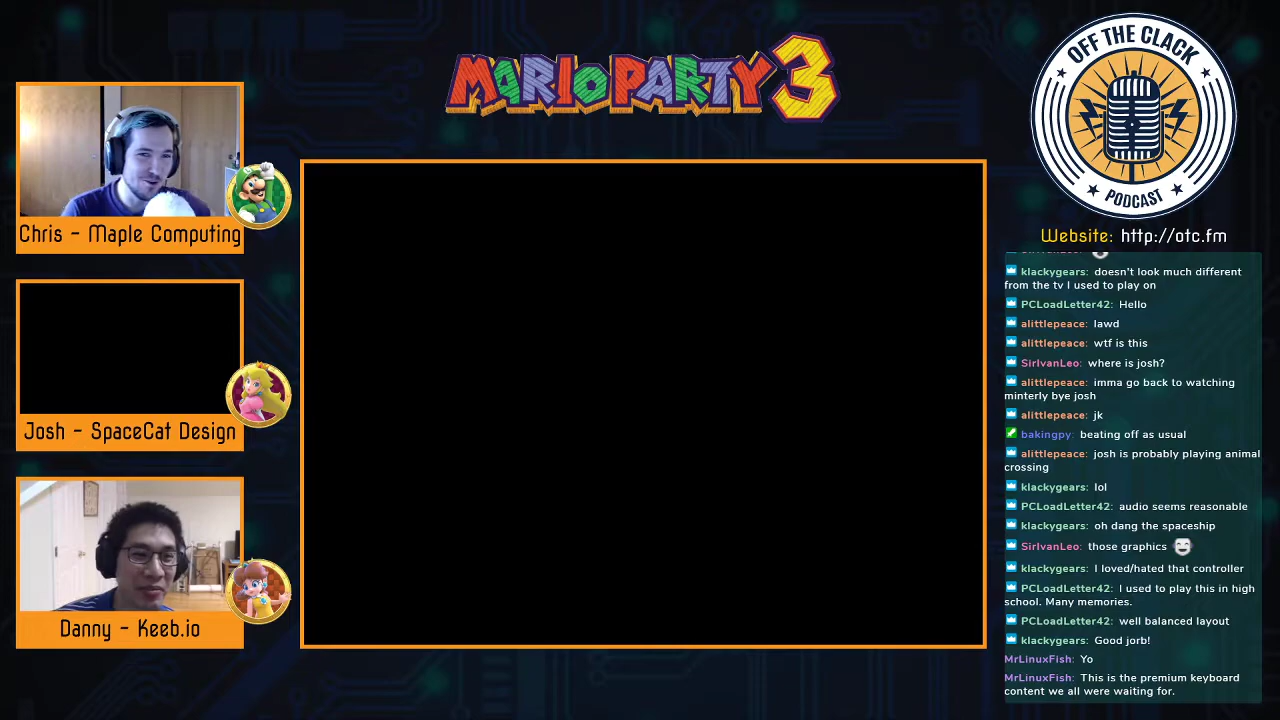 MARIO PARTY 3
OFF THE CLACK
PODCAST
Website: http://otc.fm
Chris - Maple Computing
Josh - SpaceCat Design
Danny - Keeb.io
klackygears: doesn't look much different
from the tv I used to play on
PCLoadLetter42: Hello
alittlepeace: lawd
alittlepeace: wtf is this
SirIvanLeo: where is josh?
alittlepeace: imma go back to watching
minterly bye josh
alittlepeace: jk
bakingpy: beating off as usual
alittlepeace: josh is probably playing animal
crossing
klackygears: lol
PCLoadLetter42: audio seems reasonable
klackygears: oh dang the spaceship
SirIvanLeo: those graphics
klackygears: I loved/hated that controller
PCLoadLetter42: I used to play this in high
school. Many memories.
PCLoadLetter42: well balanced layout
klackygears: Good jorb!
MrLinuxFish: Yo
MrLinuxFish: This is the premium keyboard
content we all were waiting for.